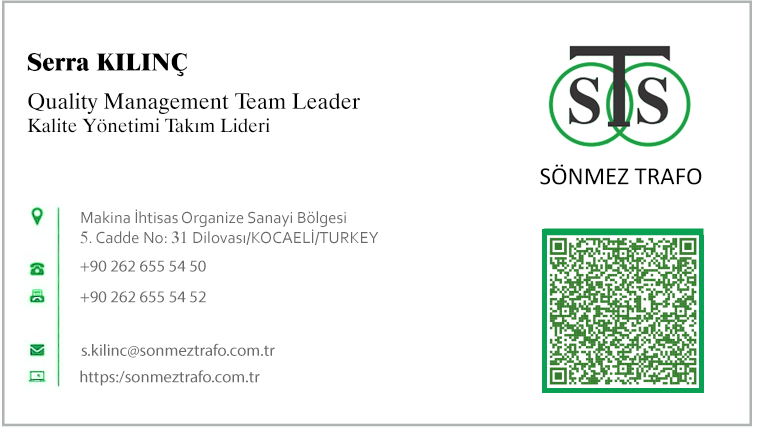 Serra KILINÇ
Quality Management Team Leader
Kalite Yönetimi Takım Lideri
STS
SÖNMEZ TRAFO
Makina İhtisas Organize Sanayi Bölgesi
5. Cadde No: 31 Dilovası/KOCAELİ/TURKEY
+90 262 655 54 50
+90 262 655 54 52
s.kilinc@sonmeztrafo.com.tr
https:/sonmeztrafo.com.tr